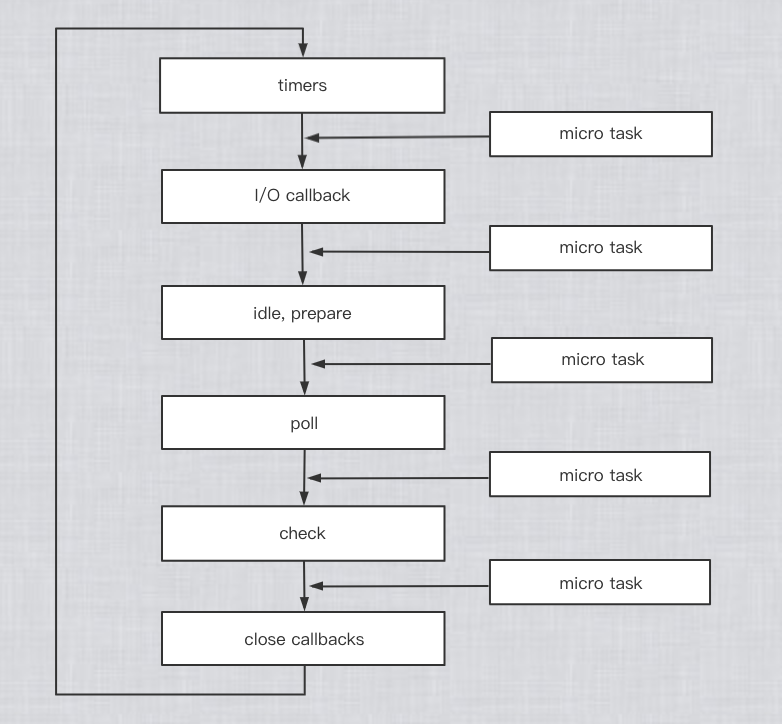 timers
micro task
I/O callback
micro task
idle, prepare
micro task
poll
micro task
check
micro task
close callbacks